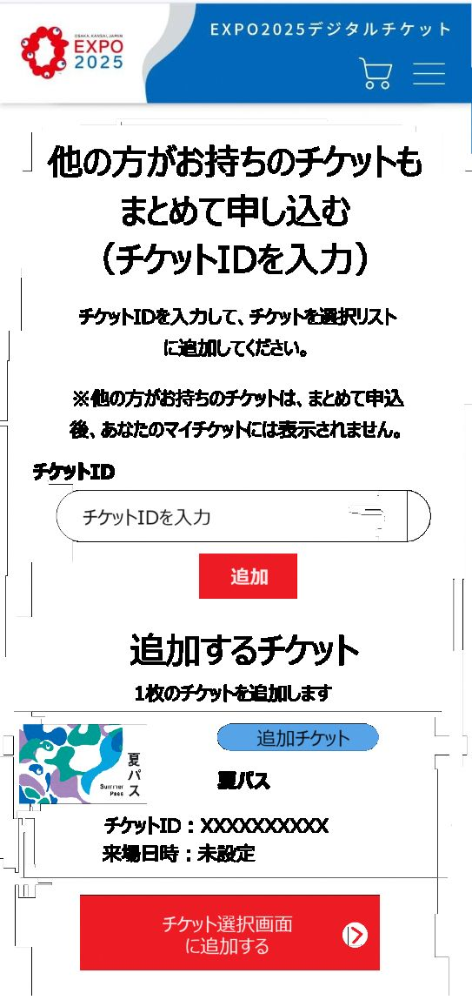 OSAKA, KANSAI, JAPAN
EXPO
2025
EXPO2025デジタルチケット
他の方がお持ちのチケットも
まとめて申し込む
（チケットIDを入力）
チケットIDを入力して、チケットを選択リスト
に追加してください。
※他の方がお持ちのチケットは、まとめて申込
後、あなたのマイチケットには表示されません。
チケットID
チケットIDを入力
追加
追加するチケット
1枚のチケットを追加します
夏パス
Summer
Pass
追加チケット
夏パス
チケットID：XXXXXXXXXX
来場日時：未設定
チケット選択画面
に追加する